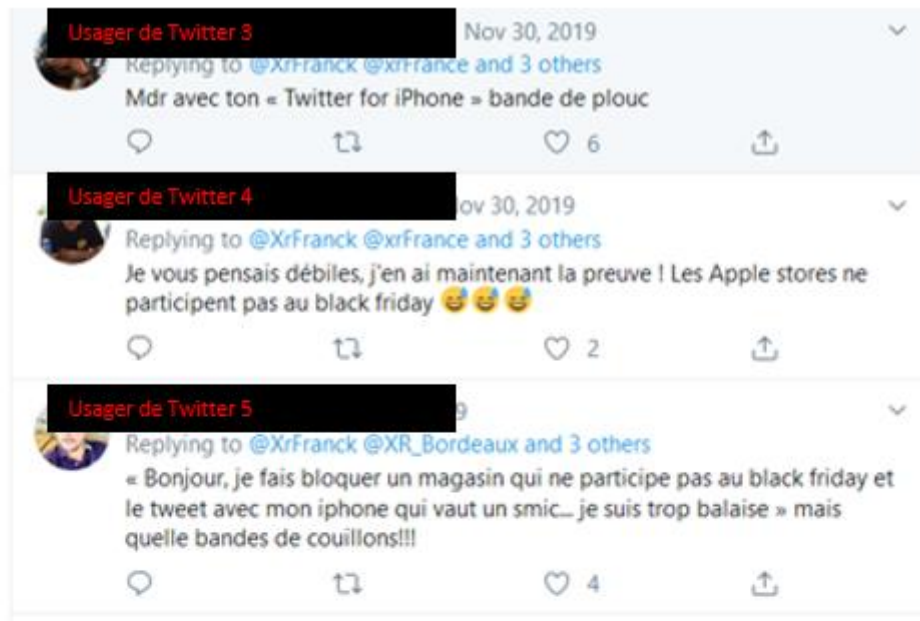 Usager de Twitter 3
Nov 30, 2019
Replying to @XrFranck @xrFrance and 3 others
Mdr avec ton « Twitter for iPhone » bande de plouc
6
Usager de Twitter 4
ov 30, 2019
Replying to @XrFranck @xrFrance and 3 others
Je vous pensais débiles, j'en ai maintenant la preuve ! Les Apple stores ne
participent pas au black friday 😅😅😅
2
Usager de Twitter 5
9
Replying to @XrFranck @XR_Bordeaux and 3 others
« Bonjour, je fais bloquer un magasin qui ne participe pas au black friday et
le tweet avec mon iphone qui vaut un smic... je suis trop balaise » mais
quelle bandes de couillons!!!
4